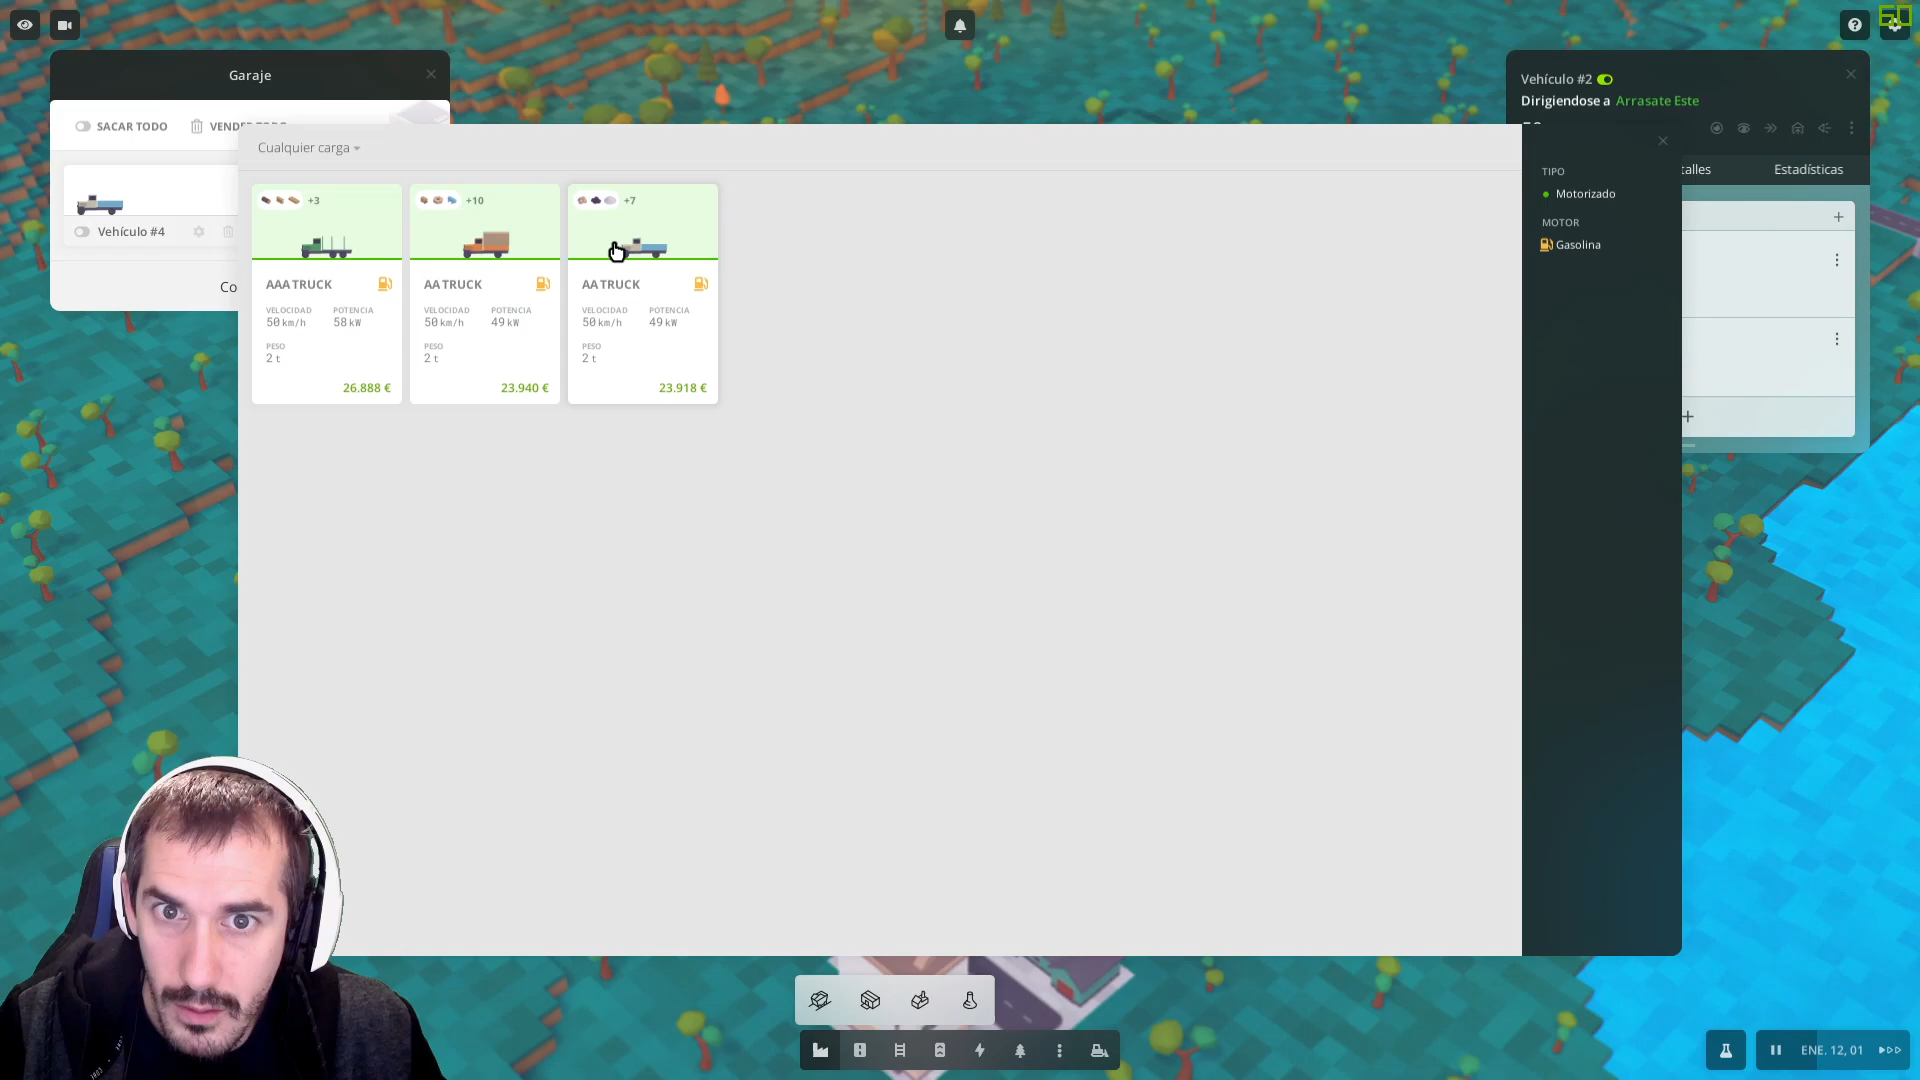 60
Garaje
SACAR TODO
Vehículo #4
Cualquier carga
+3
+10
+7
AAA TRUCK
AA TRUCK
AA TRUCK
VELOCIDAD POTENCIA
50 km/h 58 kW
PESO
2 t
26.888 €
VELOCIDAD POTENCIA
50 km/h 49 kW
PESO
2 t
23.940 €
VELOCIDAD POTENCIA
50 km/h 49 kW
PESO
2 t
23.918 €
TIPO
Motorizado
MOTOR
Gasolina
Vehículo #2
Dirigiendose a Arrasate Este
Estadísticas
ENE. 12, 01